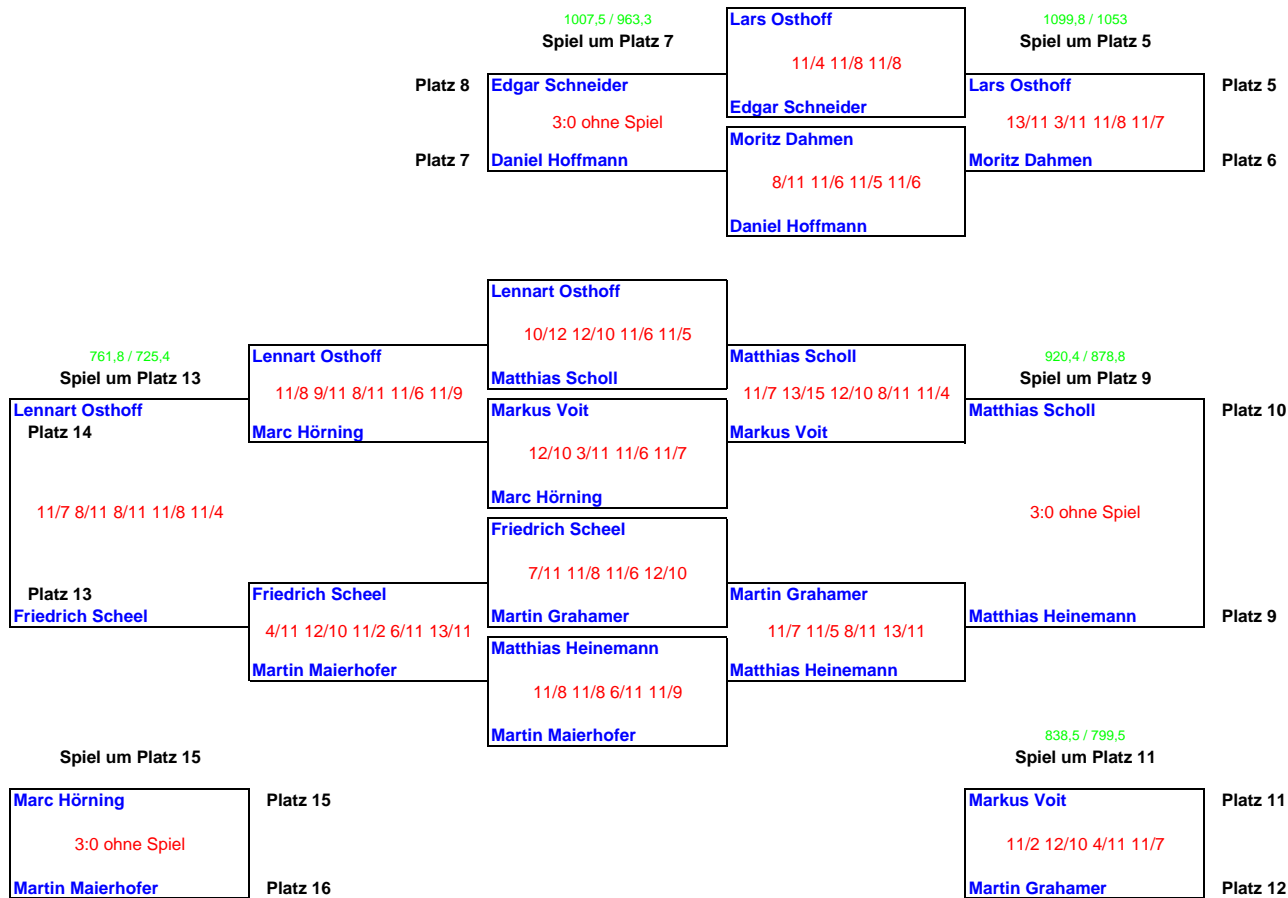 1007,5 / 963,3
Spiel um Platz 7
Lars Osthoff
1099,8 / 1053
Spiel um Platz 5
11/4 11/8 11/8
Platz 8
Edgar Schneider
Edgar Schneider
Lars Osthoff
Platz 5
3:0 ohne Spiel
13/11 3/11 11/8 11/7
Moritz Dahmen
Platz 7
Daniel Hoffmann
Moritz Dahmen
Platz 6
8/11 11/6 11/5 11/6
Daniel Hoffmann
Lennart Osthoff
10/12 12/10 11/6 11/5
761,8 / 725,4
Spiel um Platz 13
Lennart Osthoff
Matthias Scholl
Matthias Scholl
920,4 / 878,8
Spiel um Platz 9
11/8 9/11 8/11 11/6 11/9
11/7 13/15 12/10 8/11 11/4
Lennart Osthoff
Platz 14
Marc Hörning
Markus Voit
Markus Voit
Matthias Scholl
Platz 10
12/10 3/11 11/6 11/7
Marc Hörning
11/7 8/11 8/11 11/8 11/4
3:0 ohne Spiel
Friedrich Scheel
7/11 11/8 11/6 12/10
Platz 13
Friedrich Scheel
Friedrich Scheel
Martin Grahamer
Martin Grahamer
Matthias Heinemann
Platz 9
4/11 12/10 11/2 6/11 13/11
11/7 11/5 8/11 13/11
Matthias Heinemann
Martin Maierhofer
Matthias Heinemann
11/8 11/8 6/11 11/9
Martin Maierhofer
838,5 / 799,5
Spiel um Platz 15
Spiel um Platz 11
Marc Hörning
Platz 15
Markus Voit
Platz 11
3:0 ohne Spiel
11/2 12/10 4/11 11/7
Martin Maierhofer
Platz 16
Martin Grahamer
Platz 12